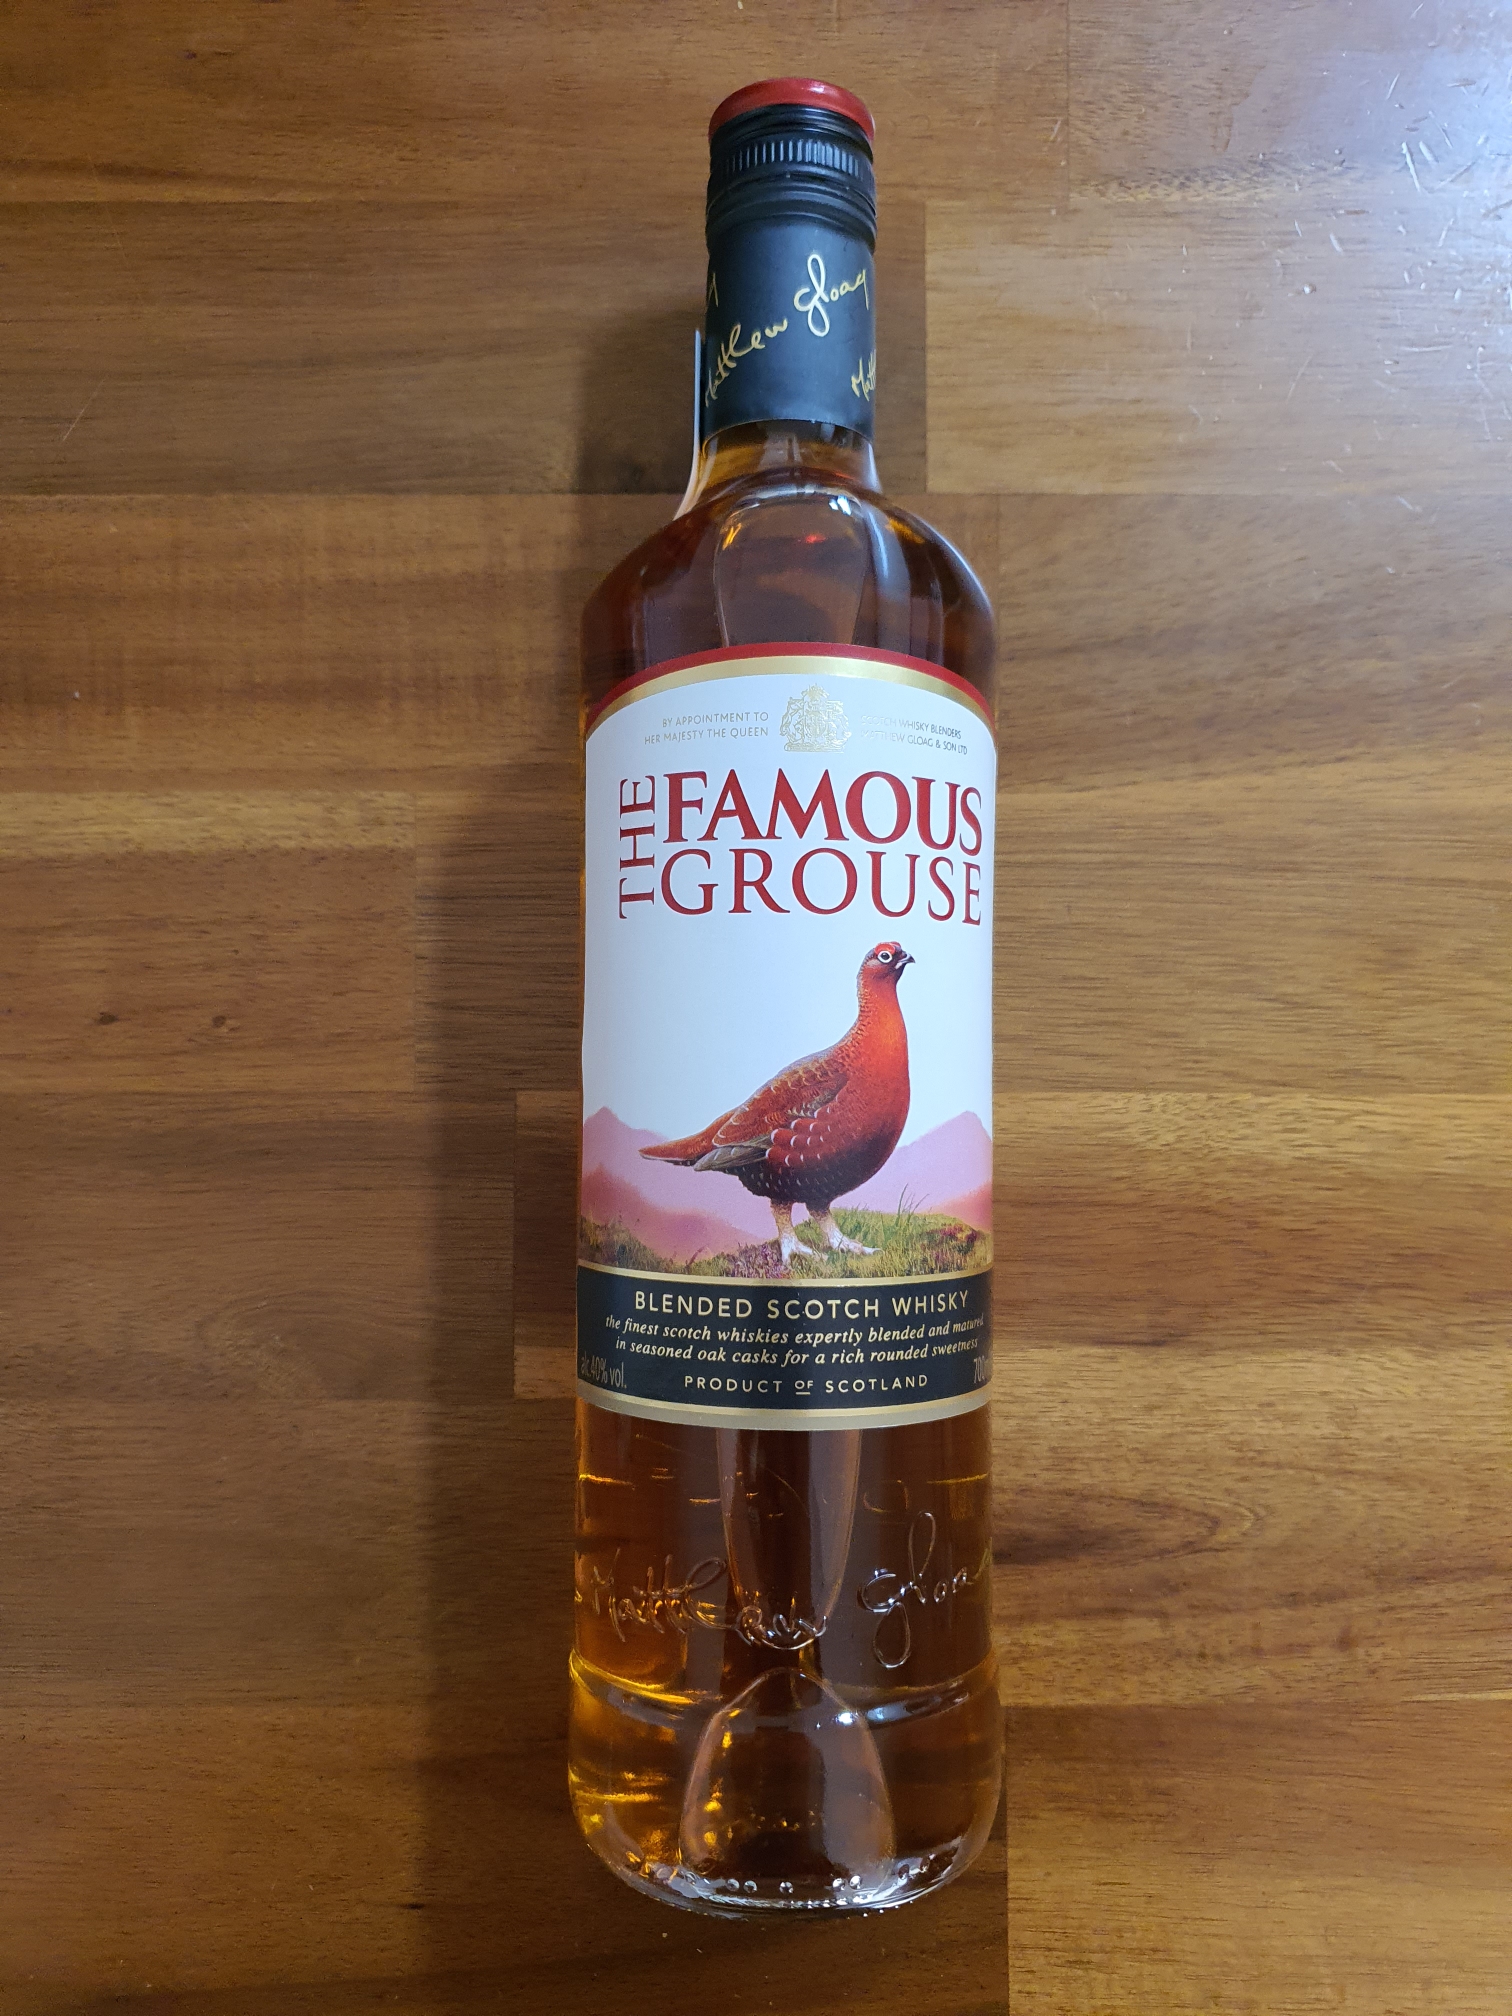 Matthew Gloag
BY APPOINTMENT TO
HER MAJESTY THE QUEEN
SCOTCH WHISKY BLENDERS
MATTHEW GLOAG & SON LTD
THE
FAMOUS
GROUSE
BLENDED SCOTCH WHISKY
the finest scotch whiskies expertly blended and matured
in seasoned oak casks for a rich rounded sweetness
alc.40% vol.
700
PRODUCT OF SCOTLAND
Matthew Gloag